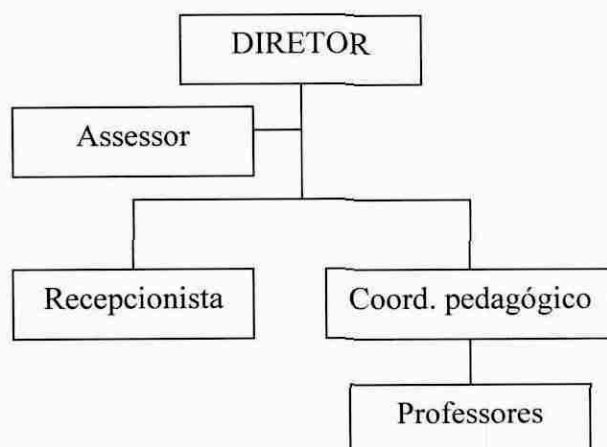 DIRETOR
Assessor
Recepcionista
Coord. pedagógico
Professores